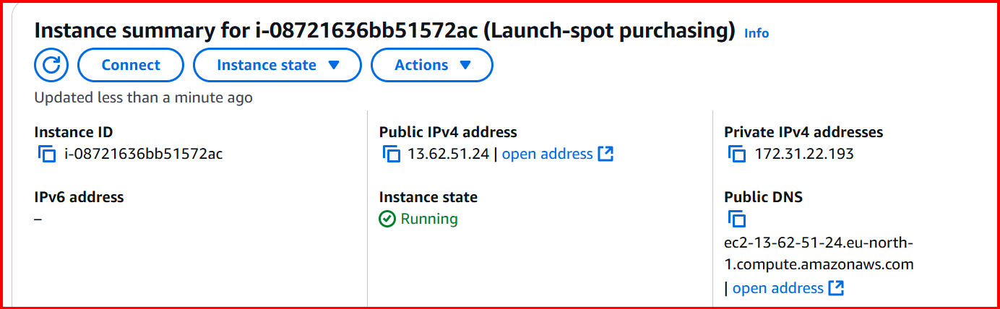 Instance summary for i-08721636bb51572ac (Launch-spot purchasing) Info
Connect Instance state Actions
Updated less than a minute ago
Instance ID
i-08721636bb51572ac
Public IPv4 address
13.62.51.24 | open address
Private IPv4 addresses
172.31.22.193
IPv6 address
–
Instance state
Running
Public DNS
ec2-13-62-51-24.eu-north-
1.compute.amazonaws.com
| open address